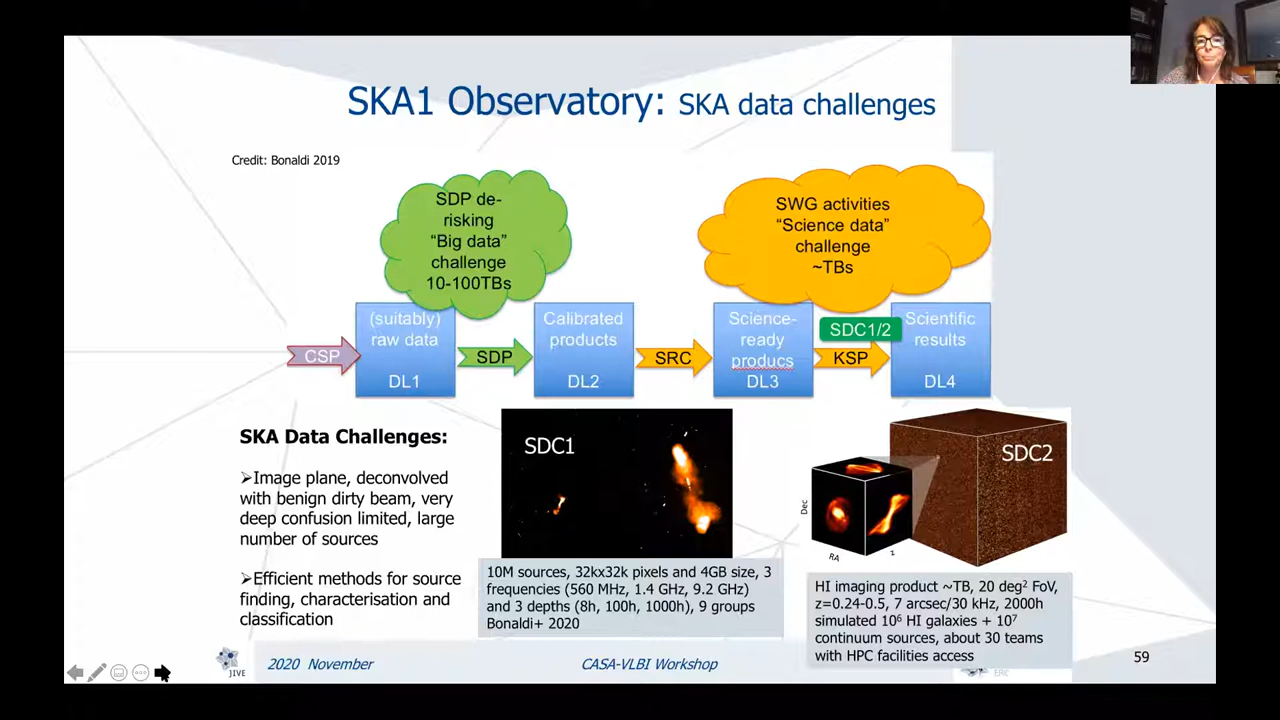 SKA1 Observatory: SKA data challenges
Credit: Bonaldi 2019
SDP de-
risking
“Big data”
challenge
10-100TBs
SWG activities
“Science data”
challenge
~TBs
CSP
(suitably)
raw data
DL1
SDP
Calibrated
products
DL2
SRC
Science-
ready
producs
DL3
SDC1/2
KSP
Scientific
results
DL4
SKA Data Challenges:
➢Image plane, deconvolved
with benign dirty beam, very
deep confusion limited, large
number of sources
➢Efficient methods for source
finding, characterisation and
classification
SDC1
10M sources, 32kx32k pixels and 4GB size, 3
frequencies (560 MHz, 1.4 GHz, 9.2 GHz)
and 3 depths (8h, 100h, 1000h), 9 groups
Bonaldi+ 2020
SDC2
Dec
RA
z
HI imaging product ~TB, 20 deg² FoV,
z=0.24-0.5, 7 arcsec/30 kHz, 2000h
simulated 10⁶ HI galaxies + 10⁷
continuum sources, about 30 teams
with HPC facilities access
JIVE
2020 November
CASA-VLBI Workshop
ERIC
59